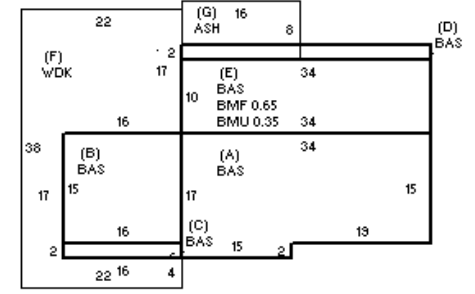 (G) 16
ASH 8
(D)
BAS
22
(F)
WDK
2
17
(E) 34
BAS
BMF 0.65
BMU 0.35 34
10
16
38
(B)
BAS
(A) 34
BAS
17 15
17
15
16
(C)
BAS
19
2
15 2
22 16 4